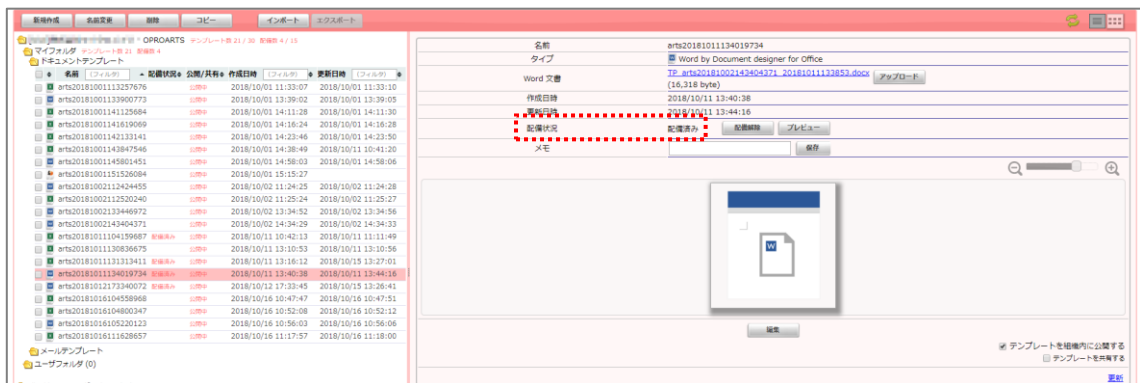 新規作成 名前変更 削除 コピー インポート エクスポート
OPROARTS テンプレート数 21 / 30 配備数 4 / 15
マイフォルダ テンプレート数 21 配備数 4
ドキュメントテンプレート
名前 (フィルタ) 配備状況 公開/共有 作成日時 (フィルタ) 更新日時 (フィルタ)
arts20181001113257676 公開中 2018/10/01 11:33:07 2018/10/01 11:33:10
arts20181001133900773 公開中 2018/10/01 13:39:02 2018/10/01 13:39:05
arts20181001141125684 公開中 2018/10/01 14:11:28 2018/10/01 14:11:30
arts20181001141619069 公開中 2018/10/01 14:16:24 2018/10/01 14:16:28
arts20181001142133141 公開中 2018/10/01 14:23:46 2018/10/01 14:23:50
arts20181001143847546 公開中 2018/10/01 14:38:49 2018/10/11 10:41:20
arts20181001145801451 公開中 2018/10/01 14:58:03 2018/10/01 14:58:06
arts20181001151526084 公開中 2018/10/01 15:15:27
arts20181002112424455 公開中 2018/10/02 11:24:25 2018/10/02 11:24:28
arts20181002112520240 公開中 2018/10/02 11:25:24 2018/10/02 11:25:27
arts20181002133446972 公開中 2018/10/02 13:34:52 2018/10/02 13:34:56
arts20181002143404371 公開中 2018/10/02 14:34:29 2018/10/02 14:34:33
arts20181011104159687 配備済み 公開中 2018/10/11 10:42:13 2018/10/11 11:11:49
arts20181011130836675 公開中 2018/10/11 13:10:53 2018/10/11 13:10:56
arts20181011131313411 配備済み 公開中 2018/10/11 13:16:12 2018/10/15 13:27:01
arts20181011134019734 配備済み 公開中 2018/10/11 13:40:38 2018/10/11 13:44:16
arts20181012173340072 配備済み 公開中 2018/10/12 17:33:45 2018/10/15 13:26:41
arts20181016104558968 公開中 2018/10/16 10:47:47 2018/10/16 10:47:51
arts20181016104800347 公開中 2018/10/16 10:52:08 2018/10/16 10:52:12
arts20181016105220123 公開中 2018/10/16 10:56:03 2018/10/16 10:56:06
arts20181016111628657 公開中 2018/10/16 11:17:57 2018/10/16 11:18:00
メールテンプレート
ユーザフォルダ (0)
名前 arts20181011134019734
タイプ Word by Document designer for Office
Word 文書 TP_arts20181002143404371_20181011133853.docx アップロード
(16,318 byte)
作成日時 2018/10/11 13:40:38
更新日時 2018/10/11 13:44:16
配備状況 配備済み 配備解除 プレビュー
メモ 保存
編集
テンプレートを組織内に公開する
テンプレートを共有する
更新